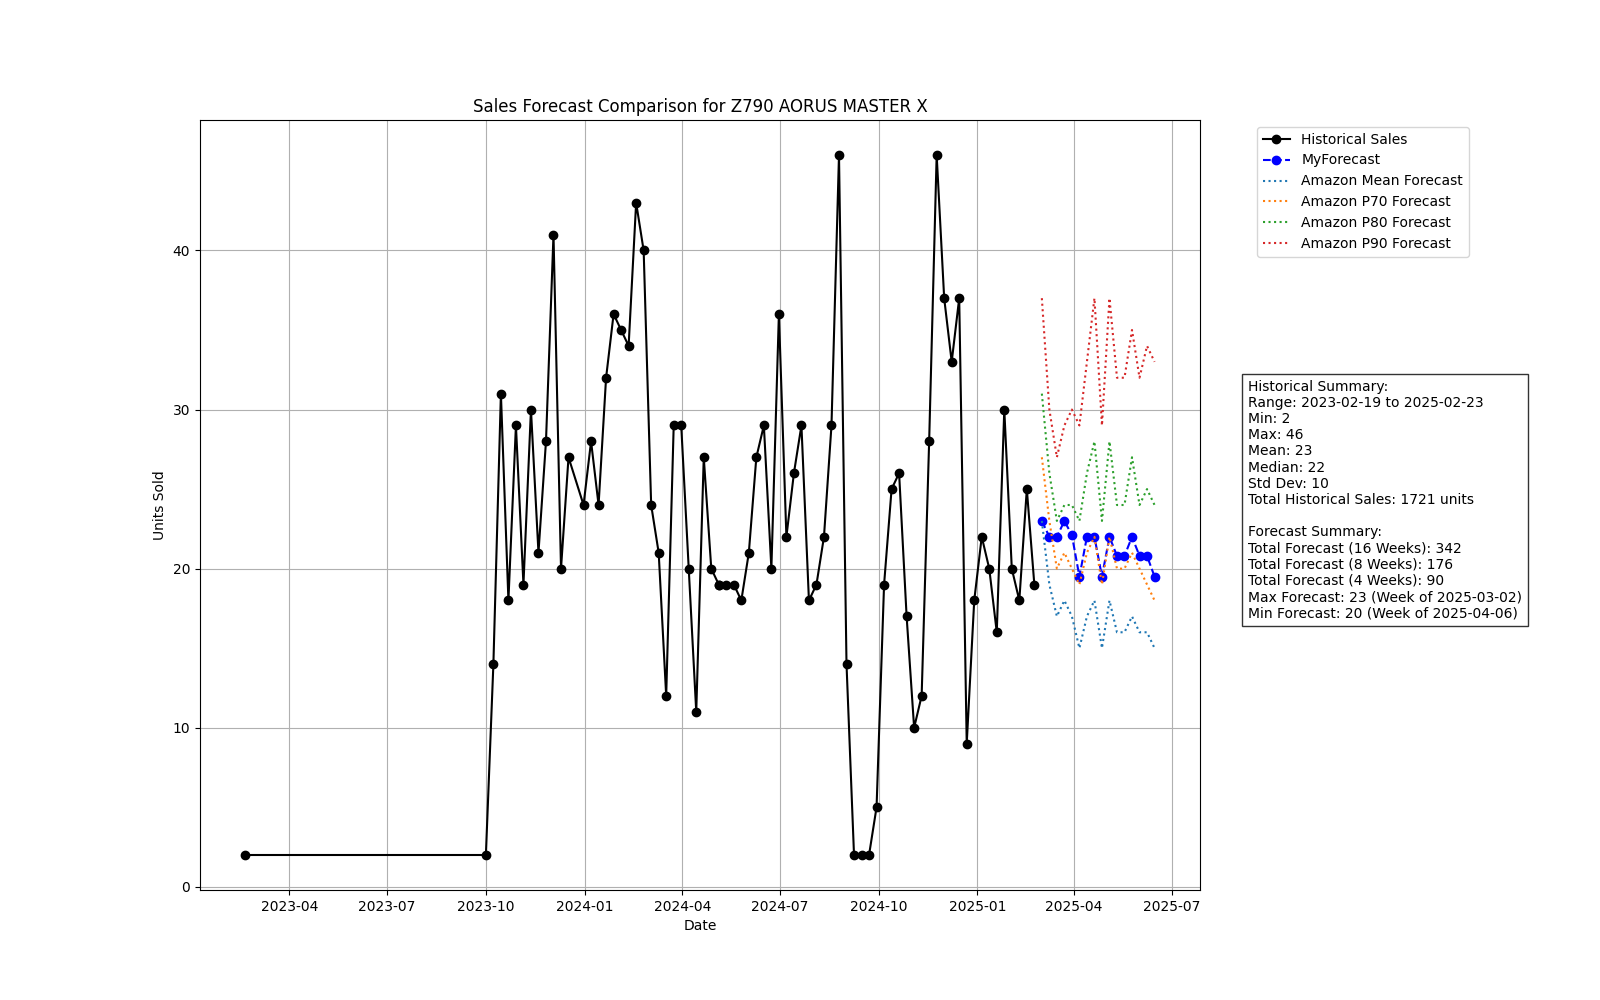 Sales Forecast Comparison for Z790 AORUS MASTER X
Historical Sales
MyForecast
Amazon Mean Forecast
Amazon P70 Forecast
Amazon P80 Forecast
Amazon P90 Forecast
40
30
20
10
0
Units Sold
Historical Summary:
Range: 2023-02-19 to 2025-02-23
Min: 2
Max: 46
Mean: 23
Median: 22
Std Dev: 10
Total Historical Sales: 1721 units
Forecast Summary:
Total Forecast (16 Weeks): 342
Total Forecast (8 Weeks): 176
Total Forecast (4 Weeks): 90
Max Forecast: 23 (Week of 2025-03-02)
Min Forecast: 20 (Week of 2025-04-06)
2023-04 2023-07 2023-10 2024-01 2024-04 2024-07 2024-10 2025-01 2025-04 2025-07
Date